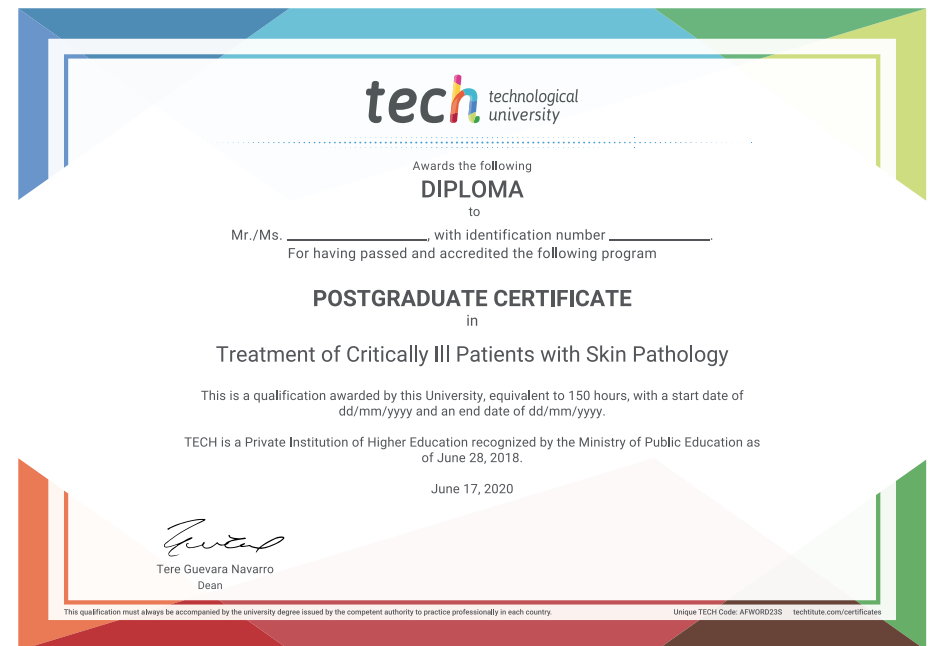 tech technological
university
Awards the following
DIPLOMA
to
Mr./Ms. ____________, with identification number ____________.
For having passed and accredited the following program
POSTGRADUATE CERTIFICATE
in
Treatment of Critically Ill Patients with Skin Pathology
This is a qualification awarded by this University, equivalent to 150 hours, with a start date of
dd/mm/yyyy and an end date of dd/mm/yyyy.
TECH is a Private Institution of Higher Education recognized by the Ministry of Public Education as
of June 28, 2018.
June 17, 2020
Tere Guevara Navarro
Dean
This qualification must always be accompanied by the university degree issued by the competent authority to practice professionally in each country.
Unique TECH Code: AFWORD23S techtitute.com/certificates